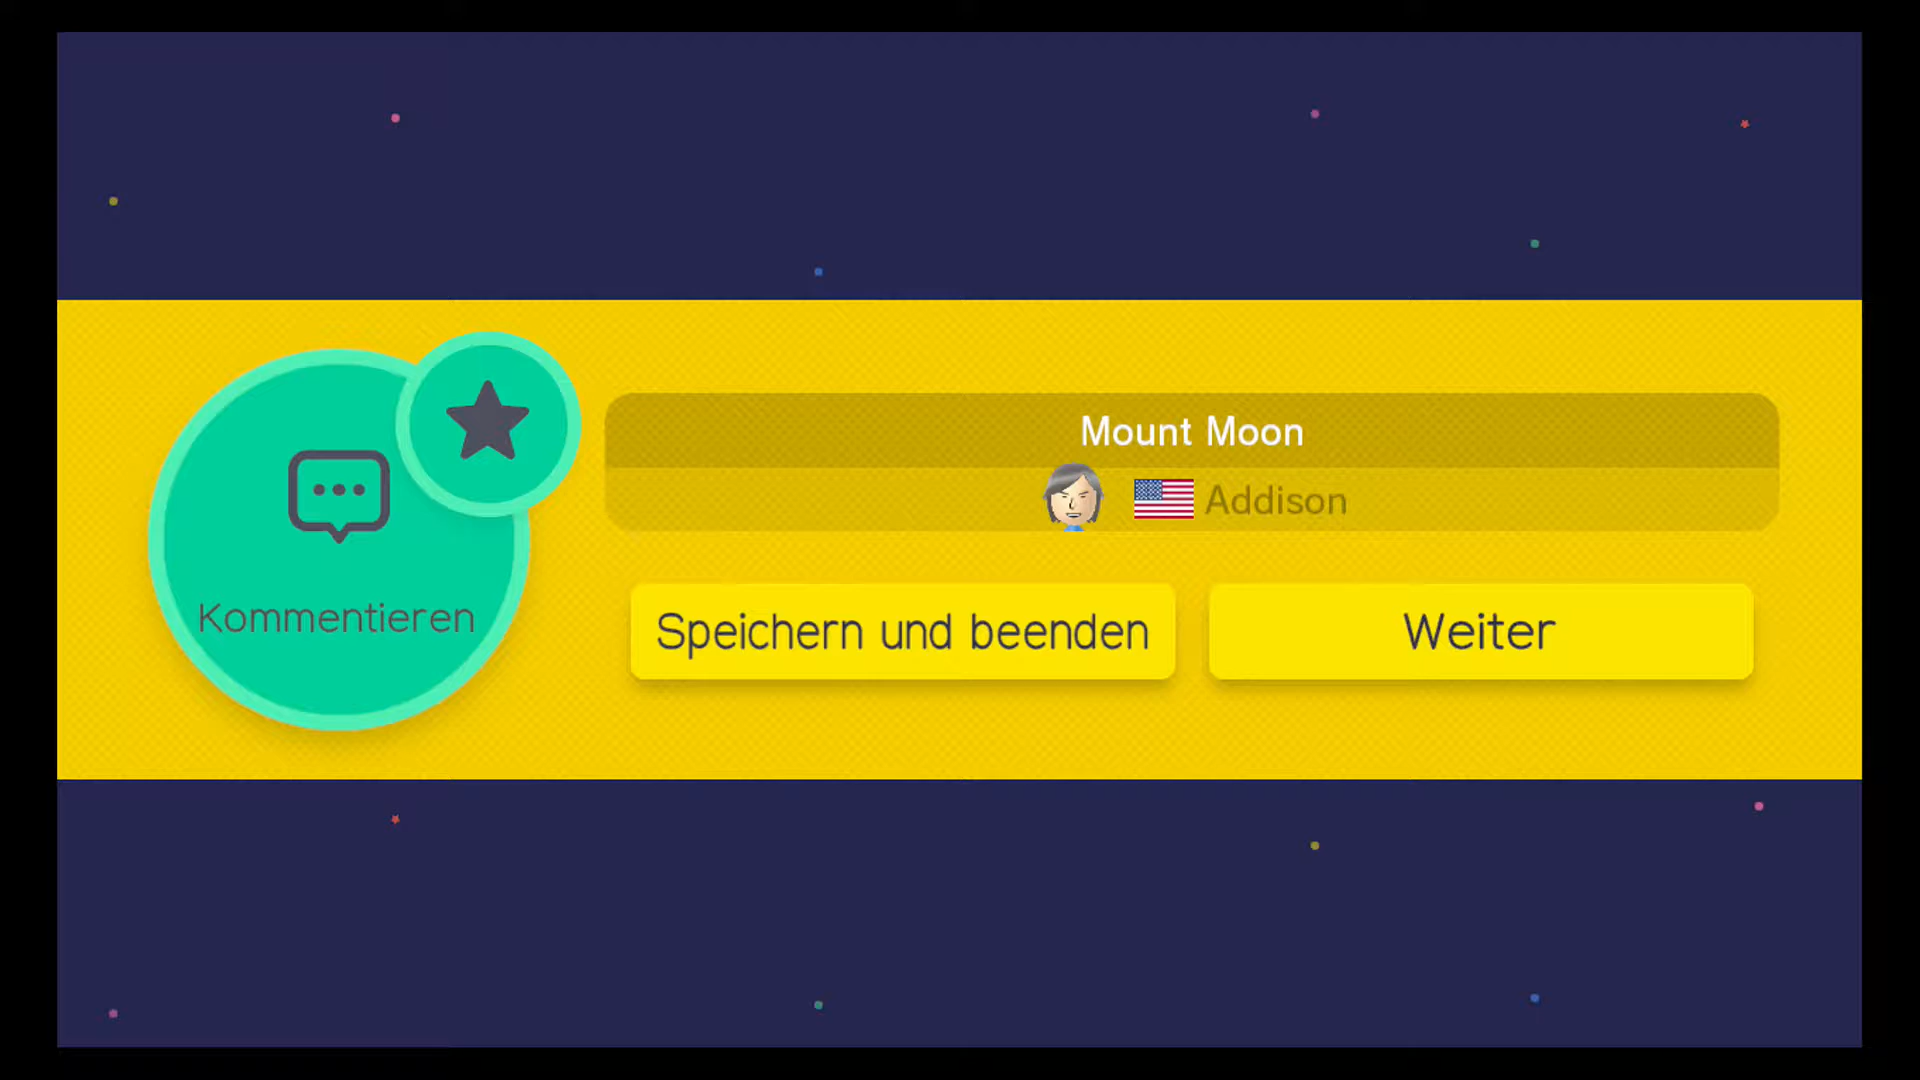 Mount Moon
Addison
Kommentieren
Speichern und beenden
Weiter